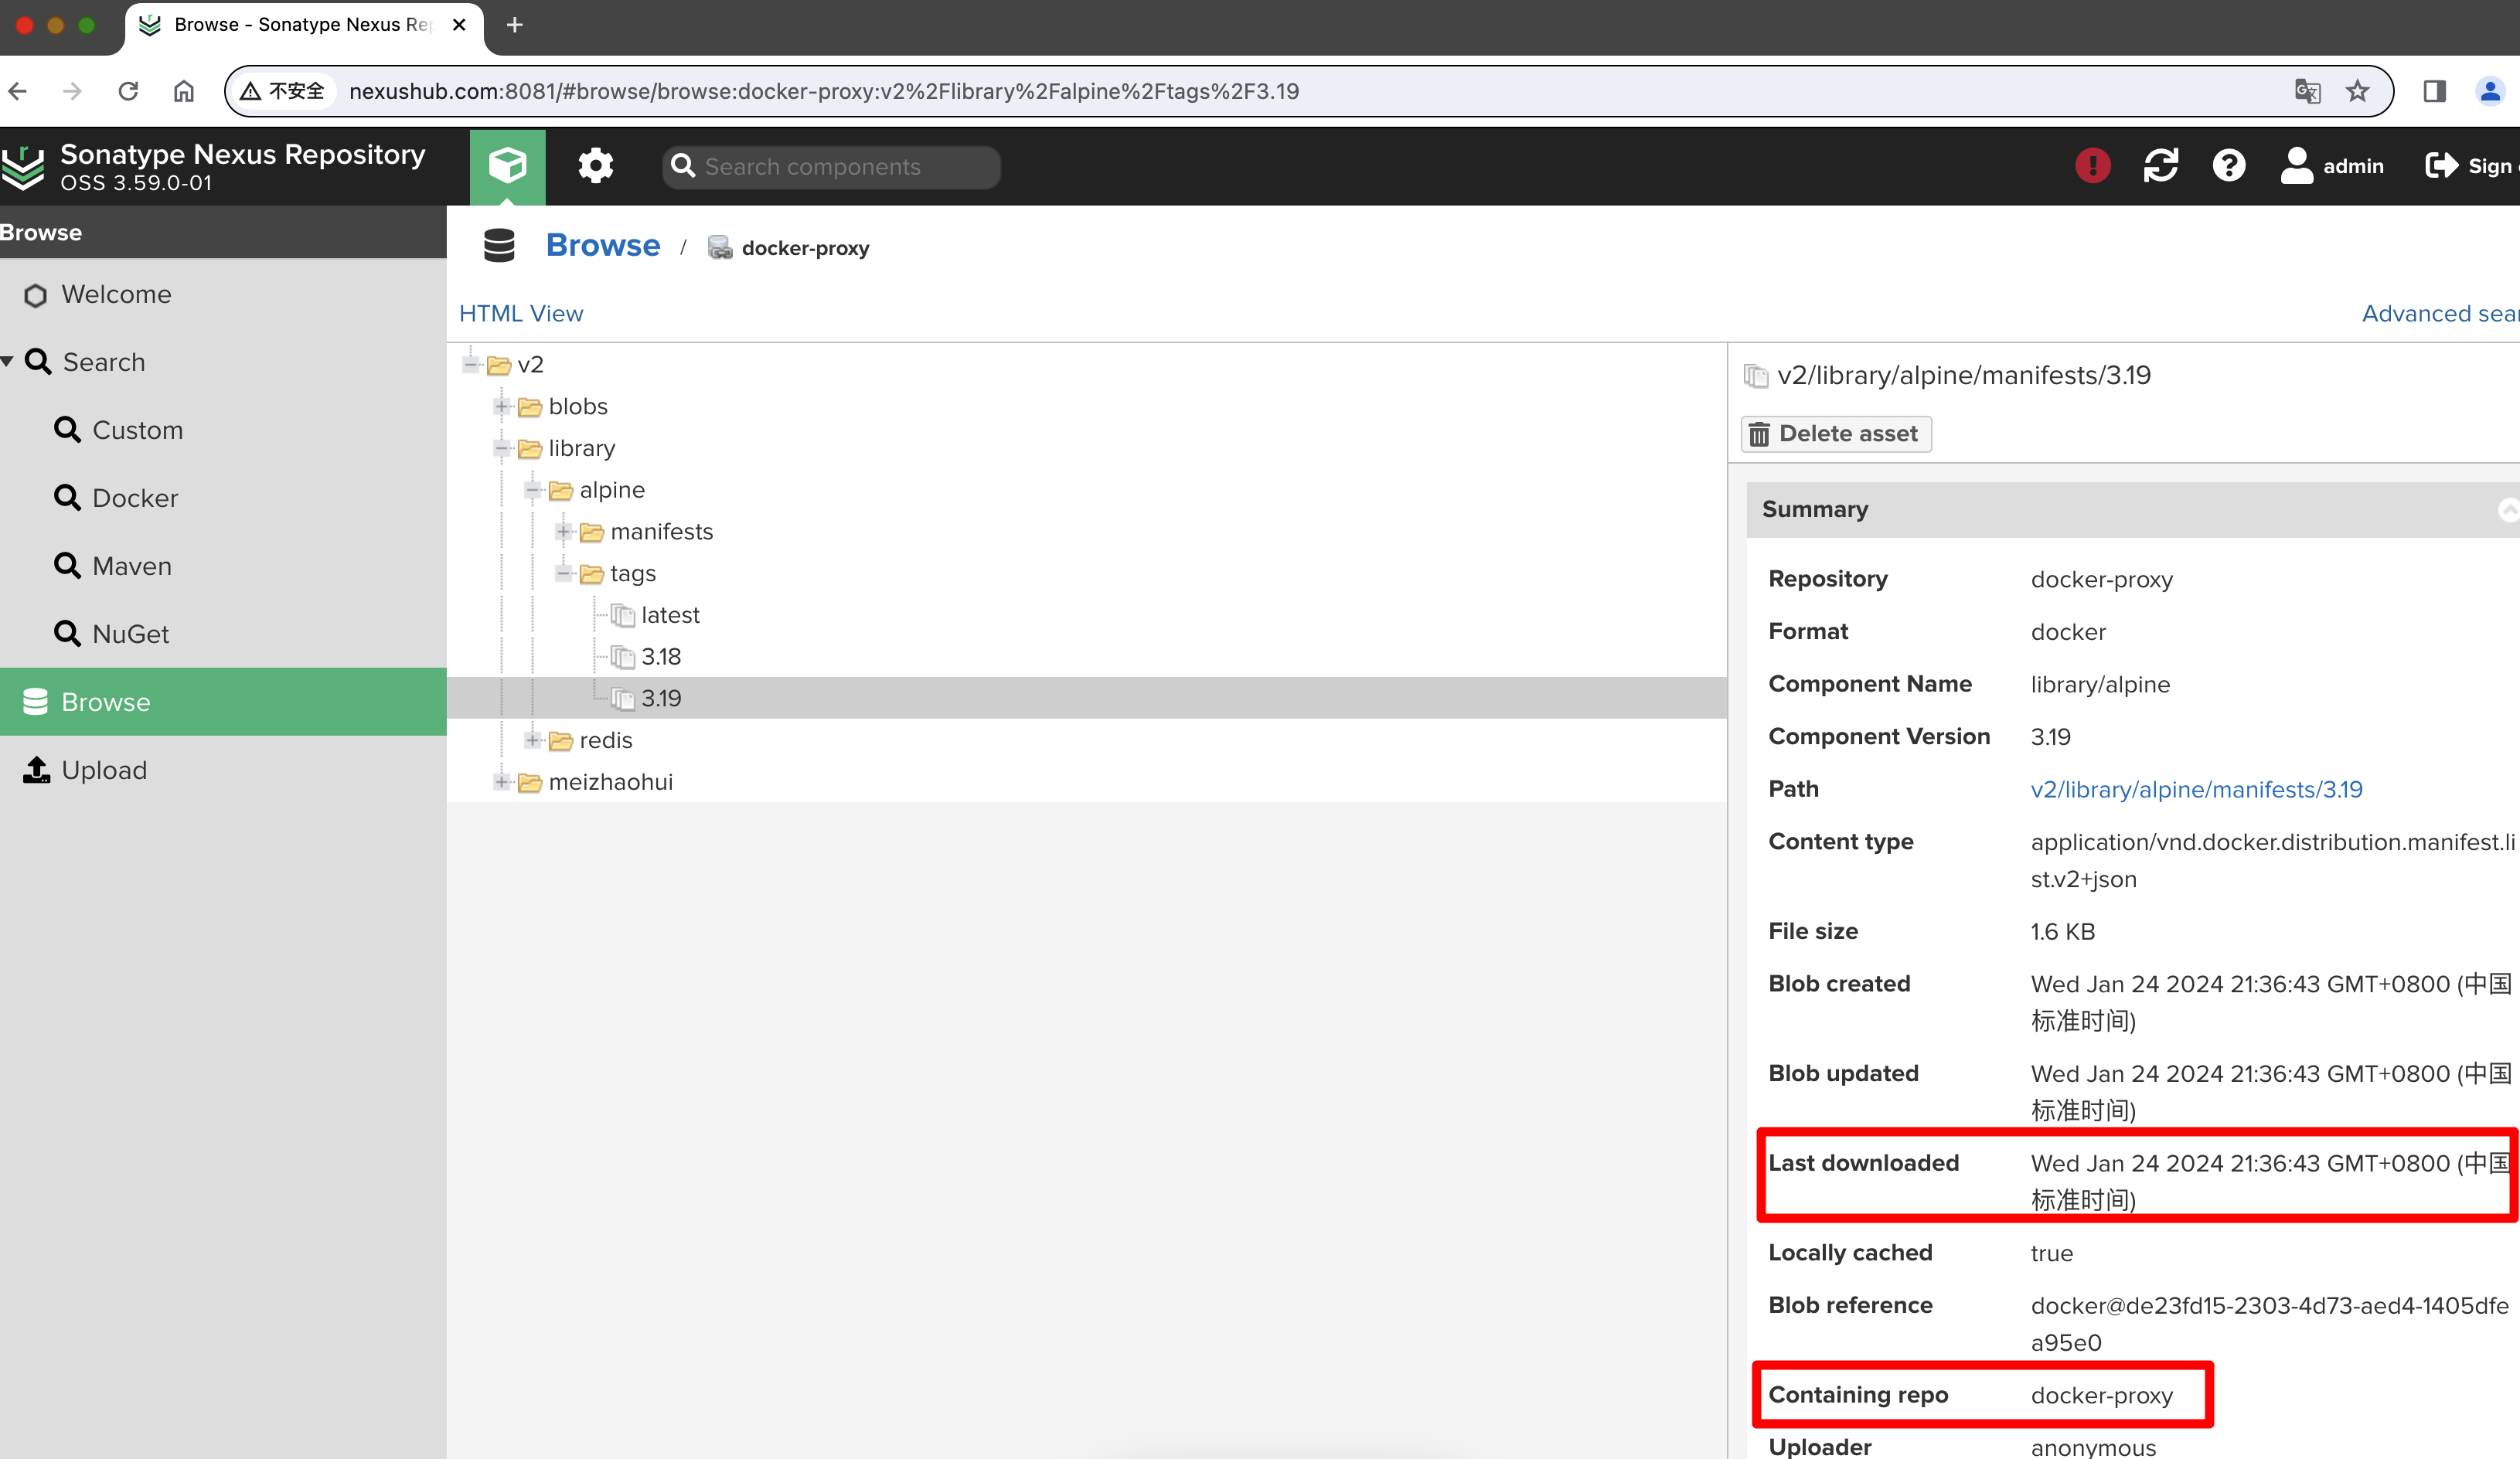 Browse - Sonatype Nexus Re
不安全
nexushub.com:8081/#browse/browse:docker-proxy:v2%2Flibrary%2Falpine%2Ftags%2F3.19
Sonatype Nexus Repository
OSS 3.59.0-01
Search components
admin
Sign
Browse
Welcome
Search
Custom
Docker
Maven
NuGet
Browse
Upload
Browse / docker-proxy
HTML View
Advanced sear
v2
blobs
library
alpine
manifests
tags
latest
3.18
3.19
redis
meizhaohui
v2/library/alpine/manifests/3.19
Delete asset
Summary
Repository docker-proxy
Format docker
Component Name library/alpine
Component Version 3.19
Path v2/library/alpine/manifests/3.19
Content type application/vnd.docker.distribution.manifest.li
st.v2+json
File size 1.6 KB
Blob created Wed Jan 24 2024 21:36:43 GMT+0800 (中国
标准时间)
Blob updated Wed Jan 24 2024 21:36:43 GMT+0800 (中国
标准时间)
Last downloaded Wed Jan 24 2024 21:36:43 GMT+0800 (中国
标准时间)
Locally cached true
Blob reference docker@de23fd15-2303-4d73-aed4-1405dfe
a95e0
Containing repo docker-proxy
Uploader anonymous